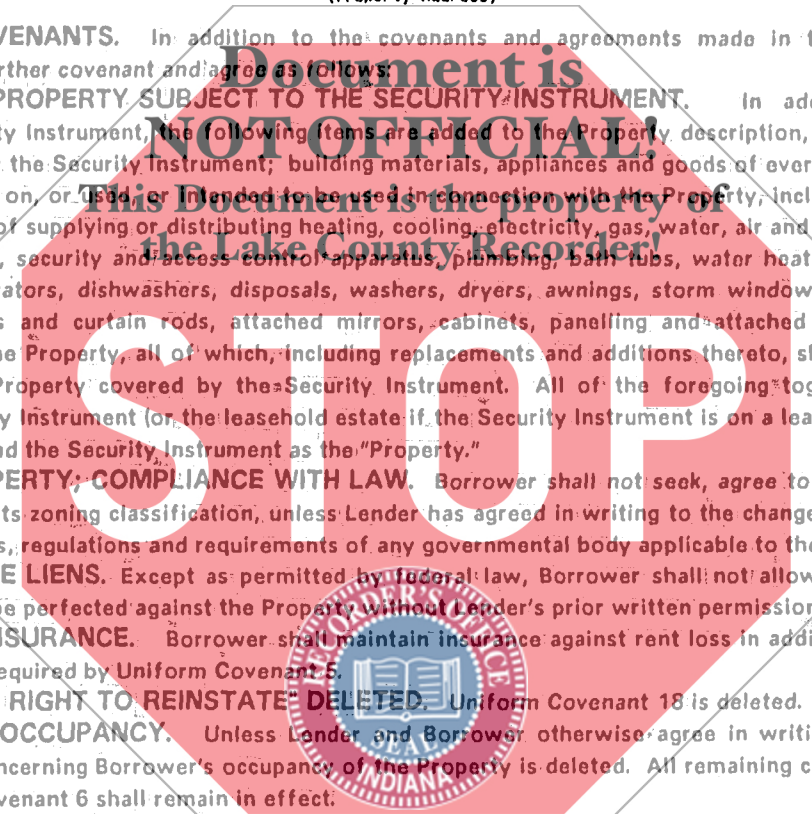 VENANTS. In addition to the covenants and agreements made in t
rther covenant and agree as follows:
Document is
PROPERTY SUBJECT TO THE SECURITY INSTRUMENT. In add
ty Instrument, the following items are added to the Property description,
NOT OFFICIAL!
the Security Instrument; building materials, appliances and goods of ever
on, or used, or intended to be used in connection with the Property, incl
This Document is the property of
of supplying or distributing heating, cooling, electricity, gas, water, air and
the Lake County Recorder!
, security and access control apparatus, plumbing, bath tubs, water heat
ators, dishwashers, disposals, washers, dryers, awnings, storm window
s and curtain rods, attached mirrors, cabinets, panelling and attached
he Property, all of which, including replacements and additions thereto, s
Property covered by the Security Instrument. All of the foregoing tog
y Instrument (or the leasehold estate if the Security Instrument is on a lea
nd the Security Instrument as the "Property."
STOP
PERTY; COMPLIANCE WITH LAW. Borrower shall not seek, agree to
ts zoning classification, unless Lender has agreed in writing to the change
s, regulations and requirements of any governmental body applicable to the
E LIENS. Except as permitted by federal law, Borrower shall not allow
be perfected against the Property without Lender's prior written permission
NSURANCE. Borrower shall maintain insurance against rent loss in addi
equired by Uniform Covenant 5.
RIGHT TO REINSTATE" DELETED. Uniform Covenant 18 is deleted.
OCCUPANCY. Unless Lender and Borrower otherwise agree in writi
ncerning Borrower's occupancy of the Property is deleted. All remaining c
venant 6 shall remain in effect.
RECORDER'S OFFICE
SEAL
INDIANA